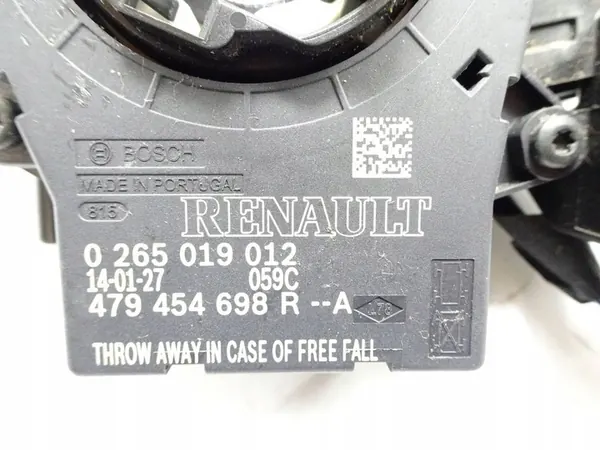 BOSCH
MADE IN PORTUGAL
815
RENAULT
0 265 019 012
14-01-27 059C
479 454 698 R --A
THROW AWAY IN CASE OF FREE FALL